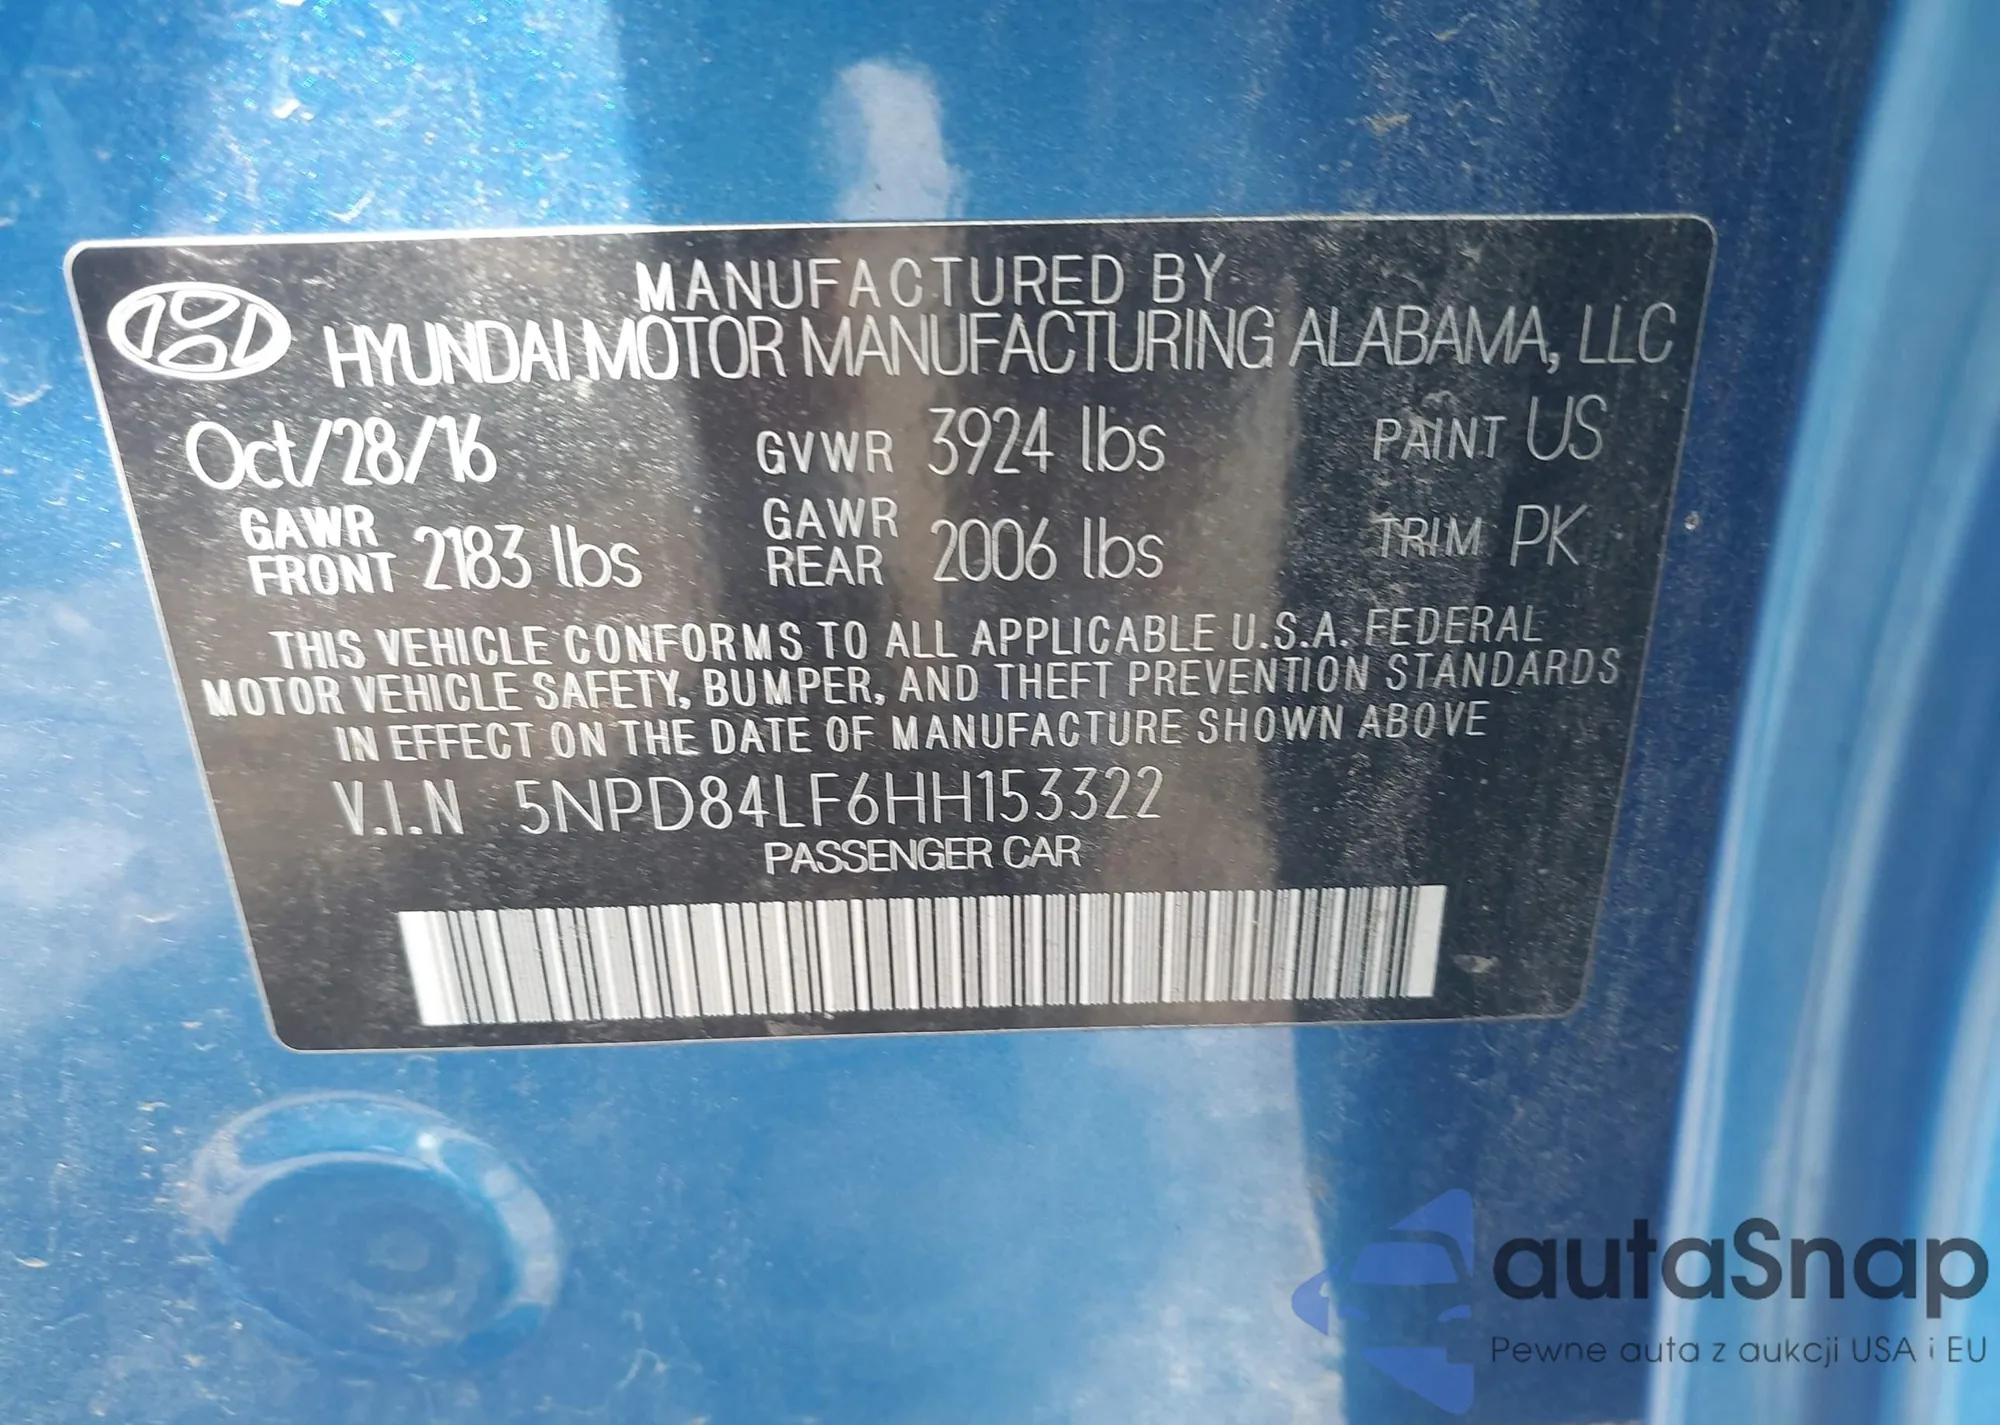 MANUFACTURED BY
HYUNDAI MOTOR MANUFACTURING ALABAMA, LLC
Oct/28/16 GVWR 3924 lbs PAINT US
GAWR FRONT 2183 lbs GAWR REAR 2006 lbs TRIM PK
THIS VEHICLE CONFORMS TO ALL APPLICABLE U.S.A. FEDERAL
MOTOR VEHICLE SAFETY, BUMPER, AND THEFT PREVENTION STANDARDS
IN EFFECT ON THE DATE OF MANUFACTURE SHOWN ABOVE
V.I.N 5NPD84LF6HH153322
PASSENGER CAR
autaSnap
Pewne auta z aukcji USA i EU